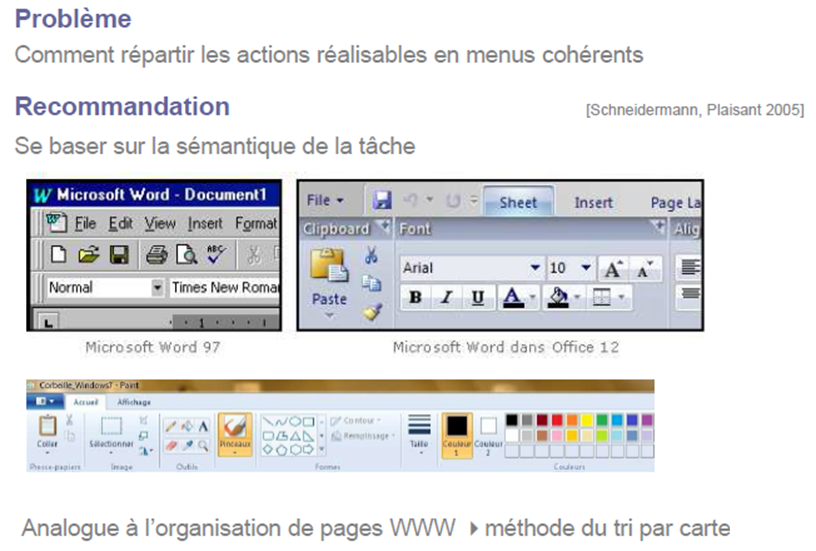 Problème
Comment répartir les actions réalisables en menus cohérents
Recommandation
[Schneidermann, Plaisant 2005]
Se baser sur la sémantique de la tâche
Microsoft Word - Document1
File Edit View Insert Format
ABC
Normal Times New Roma
1
File Sheet Insert Page La
Clipboard Font Alig
Arial 10 A A
Paste
B I U A
Microsoft Word 97
Microsoft Word dans Office 12
Corbeille_Windows7 - Paint
Accueil Affichage
Contour
Remplissage
Coller Sélectionner A Pinceaux Taille Couleur 1 Couleur 2
Presse-papiers Image Outils Formes Couleurs
Analogue à l'organisation de pages WWW méthode du tri par carte